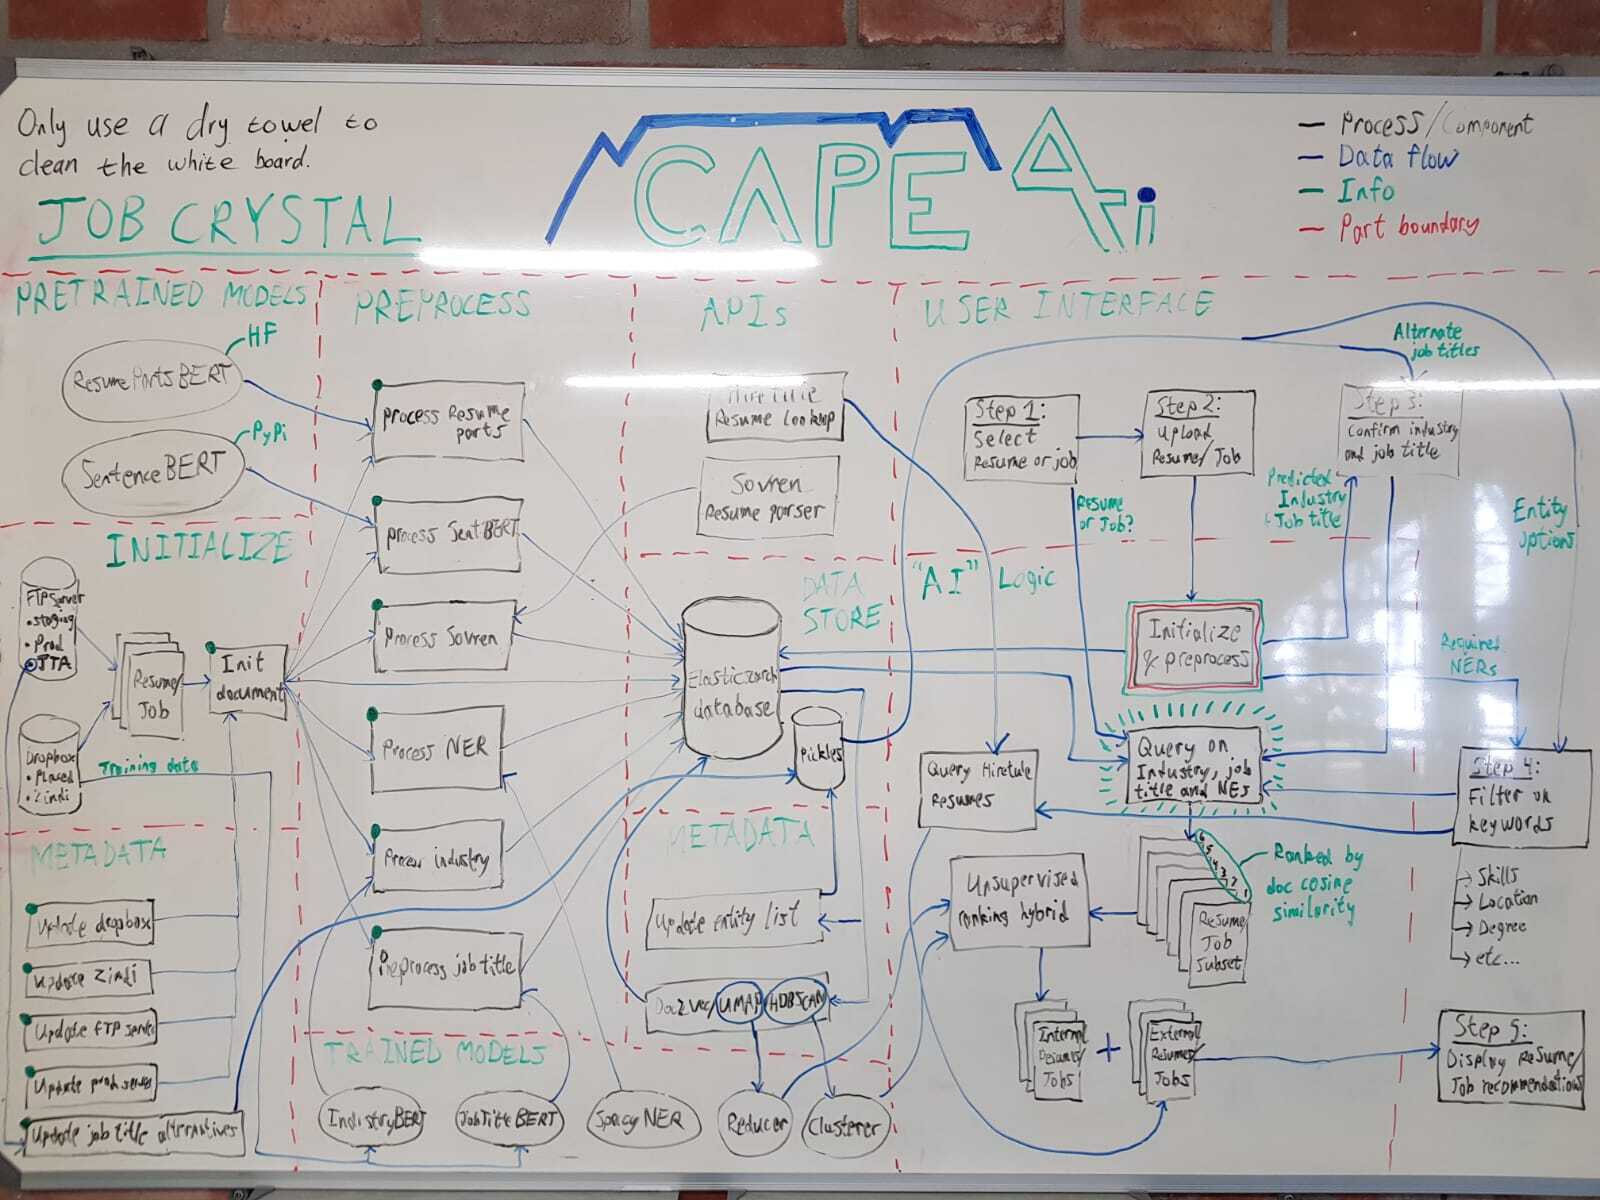 Only use a dry towel to
clean the white board.
JOB CRYSTAL
CAPE Ai
Process/Component
Data flow
Info
Part boundary
PRETRAINED MODELS
HF
ResumePartsBERT
PyPi
SentenceBERT
PREPROCESS
process Resume
parts
process SentBERT
Process Sovren
Process NER
Process industry
Preprocess job title
APIs
Resume Lookup
Sovren
Resume parser
USER INTERFACE
Alternate
job titles
Step 1:
Select
Resume or job
Step 2:
Upload
Resume/Job
Step 3:
Confirm industry
and job title
Resume
or Job?
Predicted
Industry
+ Job title
Entity
options
INITIALIZE
FTP Server
• Staging
• Prod
• JTA
Resume/
Job
Init
document
Dropbox
• Placed
• Zindi
Training data
DATA
STORE
Elasticsearch
database
Pickles
"AI" Logic
Initialize
& preprocess
Required
NERs
Query Hiretule
Resumes
Query on
Industry, job
title and NEs
Step 4:
Filter on
keywords
Skills
Location
Degree
etc...
6
5
4
3
2
1
Ranked by
doc cosine
similarity
Resume
Job
Subset
Unsupervised
ranking hybrid
Internal
Resumes/
Jobs
+
External
Resumes/
Jobs
Step 5:
Display Resume/
Job recommendations
METADATA
Update dropbox
Update Zindi
Update FTP server
Update prod server
Update job title alternatives
METADATA
Update entity list
Doc2Vec/UMAP/HDBSCAN
TRAINED MODELS
IndustryBERT
JobTitleBERT
Spacy NER
Reducer
Clusterer